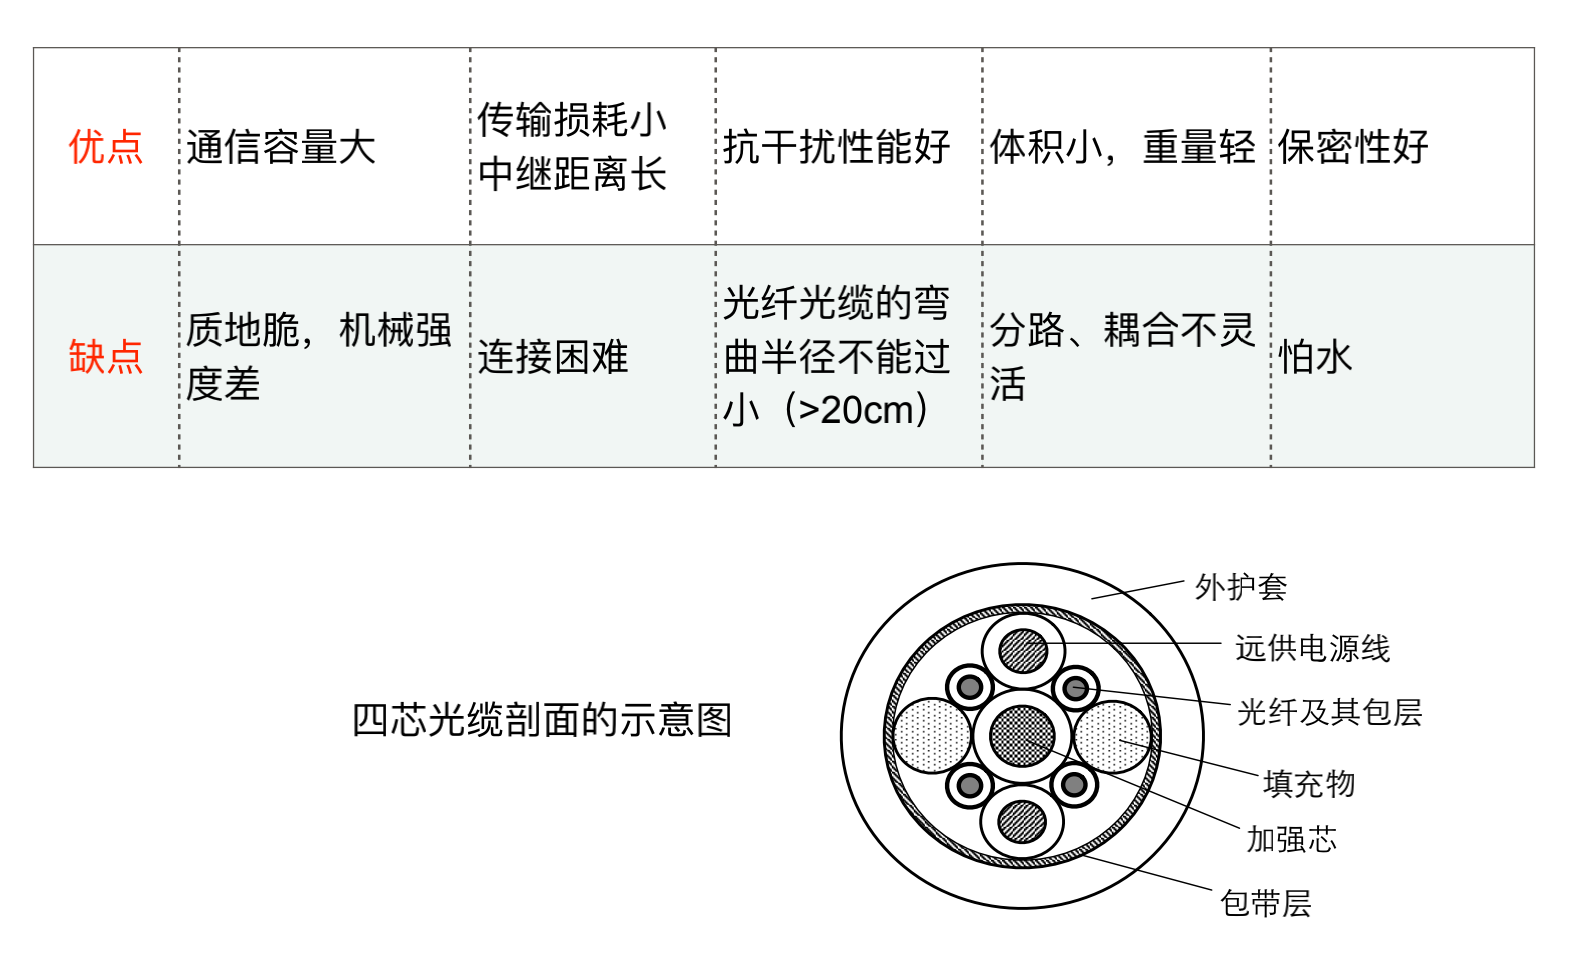 优点
通信容量大
传输损耗小
中继距离长
抗干扰性能好
体积小，重量轻
保密性好
缺点
质地脆，机械强
度差
连接困难
光纤光缆的弯
曲半径不能过
小（>20cm）
分路、耦合不灵
活
怕水
四芯光缆剖面的示意图
外护套
远供电源线
光纤及其包层
填充物
加强芯
包带层